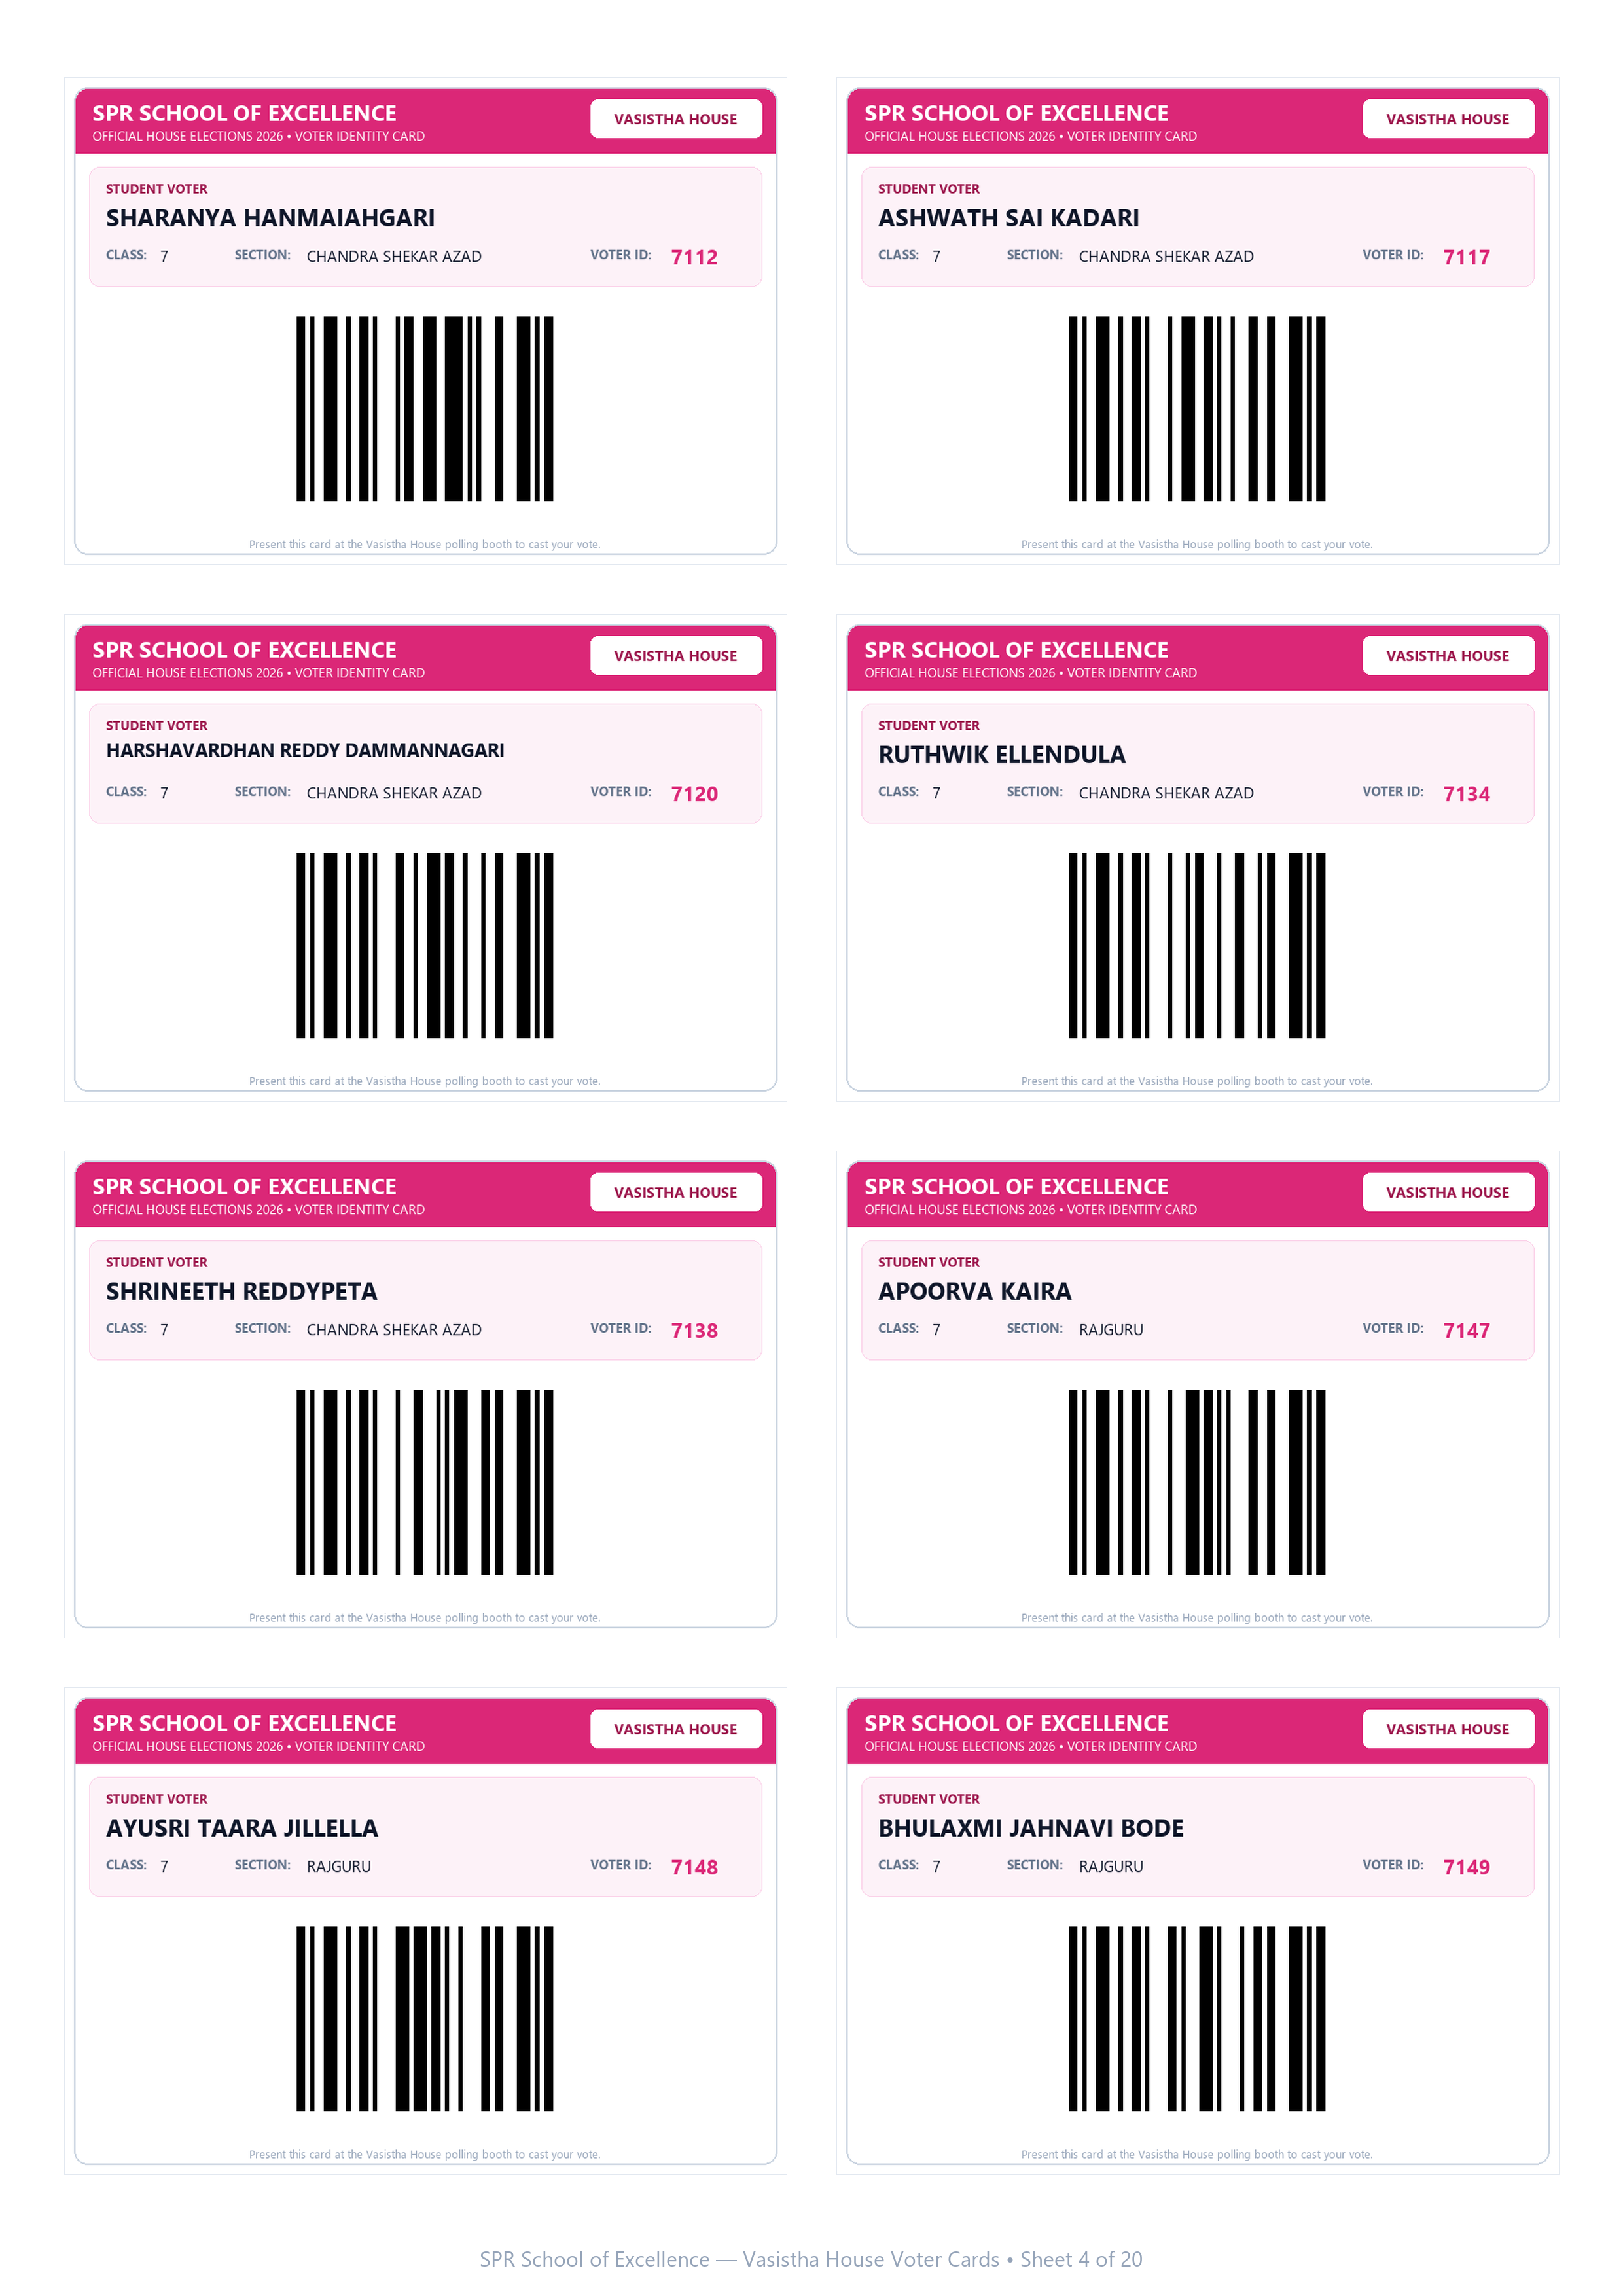 SPR SCHOOL OF EXCELLENCE
OFFICIAL HOUSE ELECTIONS 2026 • VOTER IDENTITY CARD
VASISTHA HOUSE
STUDENT VOTER
SHARANYA HANMAIAHGARI
CLASS: 7 SECTION: CHANDRA SHEKAR AZAD VOTER ID: 7112
Present this card at the Vasistha House polling booth to cast your vote.
SPR SCHOOL OF EXCELLENCE
OFFICIAL HOUSE ELECTIONS 2026 • VOTER IDENTITY CARD
VASISTHA HOUSE
STUDENT VOTER
ASHWATH SAI KADARI
CLASS: 7 SECTION: CHANDRA SHEKAR AZAD VOTER ID: 7117
Present this card at the Vasistha House polling booth to cast your vote.
SPR SCHOOL OF EXCELLENCE
OFFICIAL HOUSE ELECTIONS 2026 • VOTER IDENTITY CARD
VASISTHA HOUSE
STUDENT VOTER
HARSHAVARDHAN REDDY DAMMANNAGARI
CLASS: 7 SECTION: CHANDRA SHEKAR AZAD VOTER ID: 7120
Present this card at the Vasistha House polling booth to cast your vote.
SPR SCHOOL OF EXCELLENCE
OFFICIAL HOUSE ELECTIONS 2026 • VOTER IDENTITY CARD
VASISTHA HOUSE
STUDENT VOTER
RUTHWIK ELLENDULA
CLASS: 7 SECTION: CHANDRA SHEKAR AZAD VOTER ID: 7134
Present this card at the Vasistha House polling booth to cast your vote.
SPR SCHOOL OF EXCELLENCE
OFFICIAL HOUSE ELECTIONS 2026 • VOTER IDENTITY CARD
VASISTHA HOUSE
STUDENT VOTER
SHRINEETH REDDYPETA
CLASS: 7 SECTION: CHANDRA SHEKAR AZAD VOTER ID: 7138
Present this card at the Vasistha House polling booth to cast your vote.
SPR SCHOOL OF EXCELLENCE
OFFICIAL HOUSE ELECTIONS 2026 • VOTER IDENTITY CARD
VASISTHA HOUSE
STUDENT VOTER
APOORVA KAIRA
CLASS: 7 SECTION: RAJGURU VOTER ID: 7147
Present this card at the Vasistha House polling booth to cast your vote.
SPR SCHOOL OF EXCELLENCE
OFFICIAL HOUSE ELECTIONS 2026 • VOTER IDENTITY CARD
VASISTHA HOUSE
STUDENT VOTER
AYUSRI TAARA JILLELLA
CLASS: 7 SECTION: RAJGURU VOTER ID: 7148
Present this card at the Vasistha House polling booth to cast your vote.
SPR SCHOOL OF EXCELLENCE
OFFICIAL HOUSE ELECTIONS 2026 • VOTER IDENTITY CARD
VASISTHA HOUSE
STUDENT VOTER
BHULAXMI JAHNAVI BODE
CLASS: 7 SECTION: RAJGURU VOTER ID: 7149
Present this card at the Vasistha House polling booth to cast your vote.
SPR School of Excellence — Vasistha House Voter Cards • Sheet 4 of 20